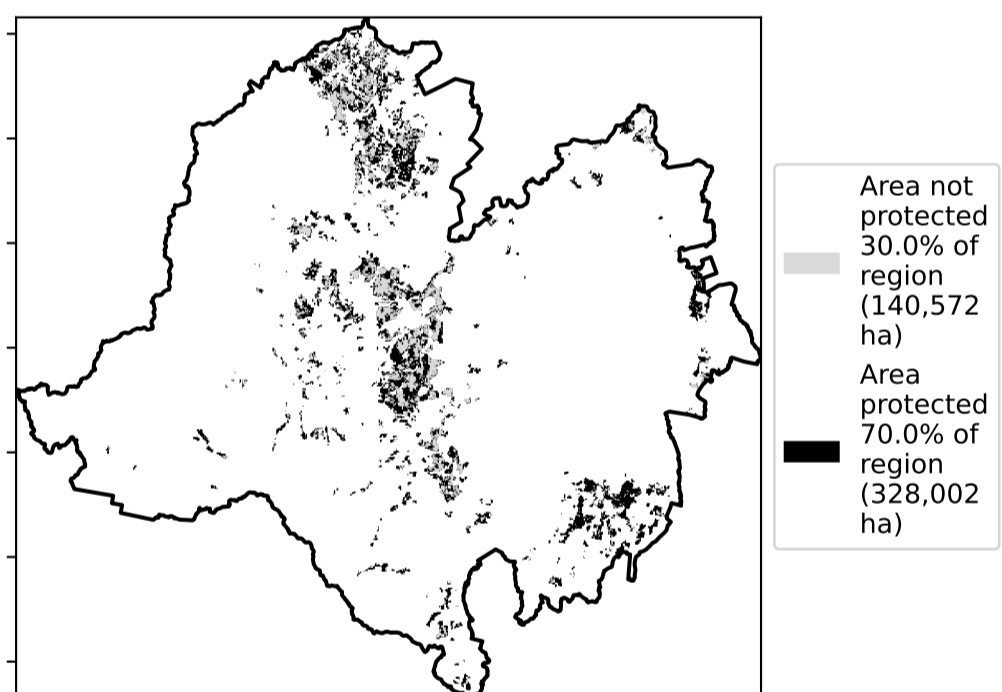 Area not
protected
30.0% of
region
(140,572
ha)
Area
protected
70.0% of
region
(328,002
ha)